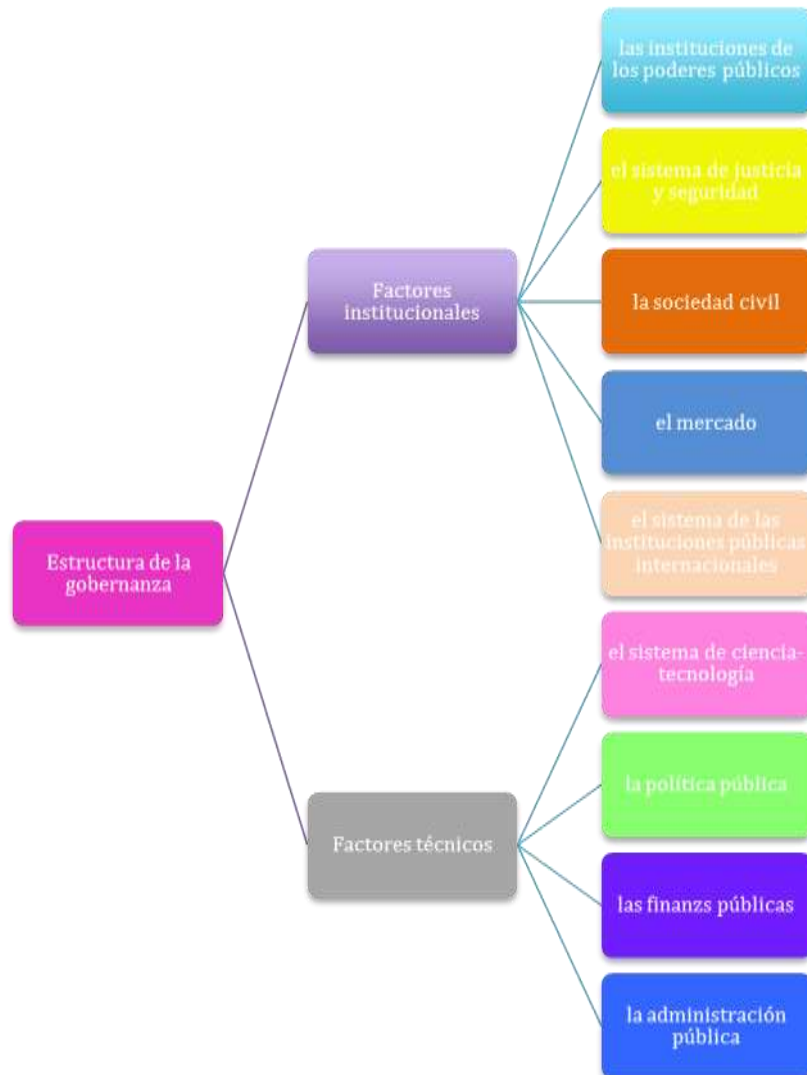 las instituciones de
los poderes públicos
el sistema de justicia
y seguridad
Factores
institucionales
la sociedad civil
el mercado
el sistema de las
instituciones públicas
internacionales
Estructura de la
gobernanza
el sistema de ciencia-
tecnología
la política pública
Factores técnicos
las finanzs públicas
la administración
pública